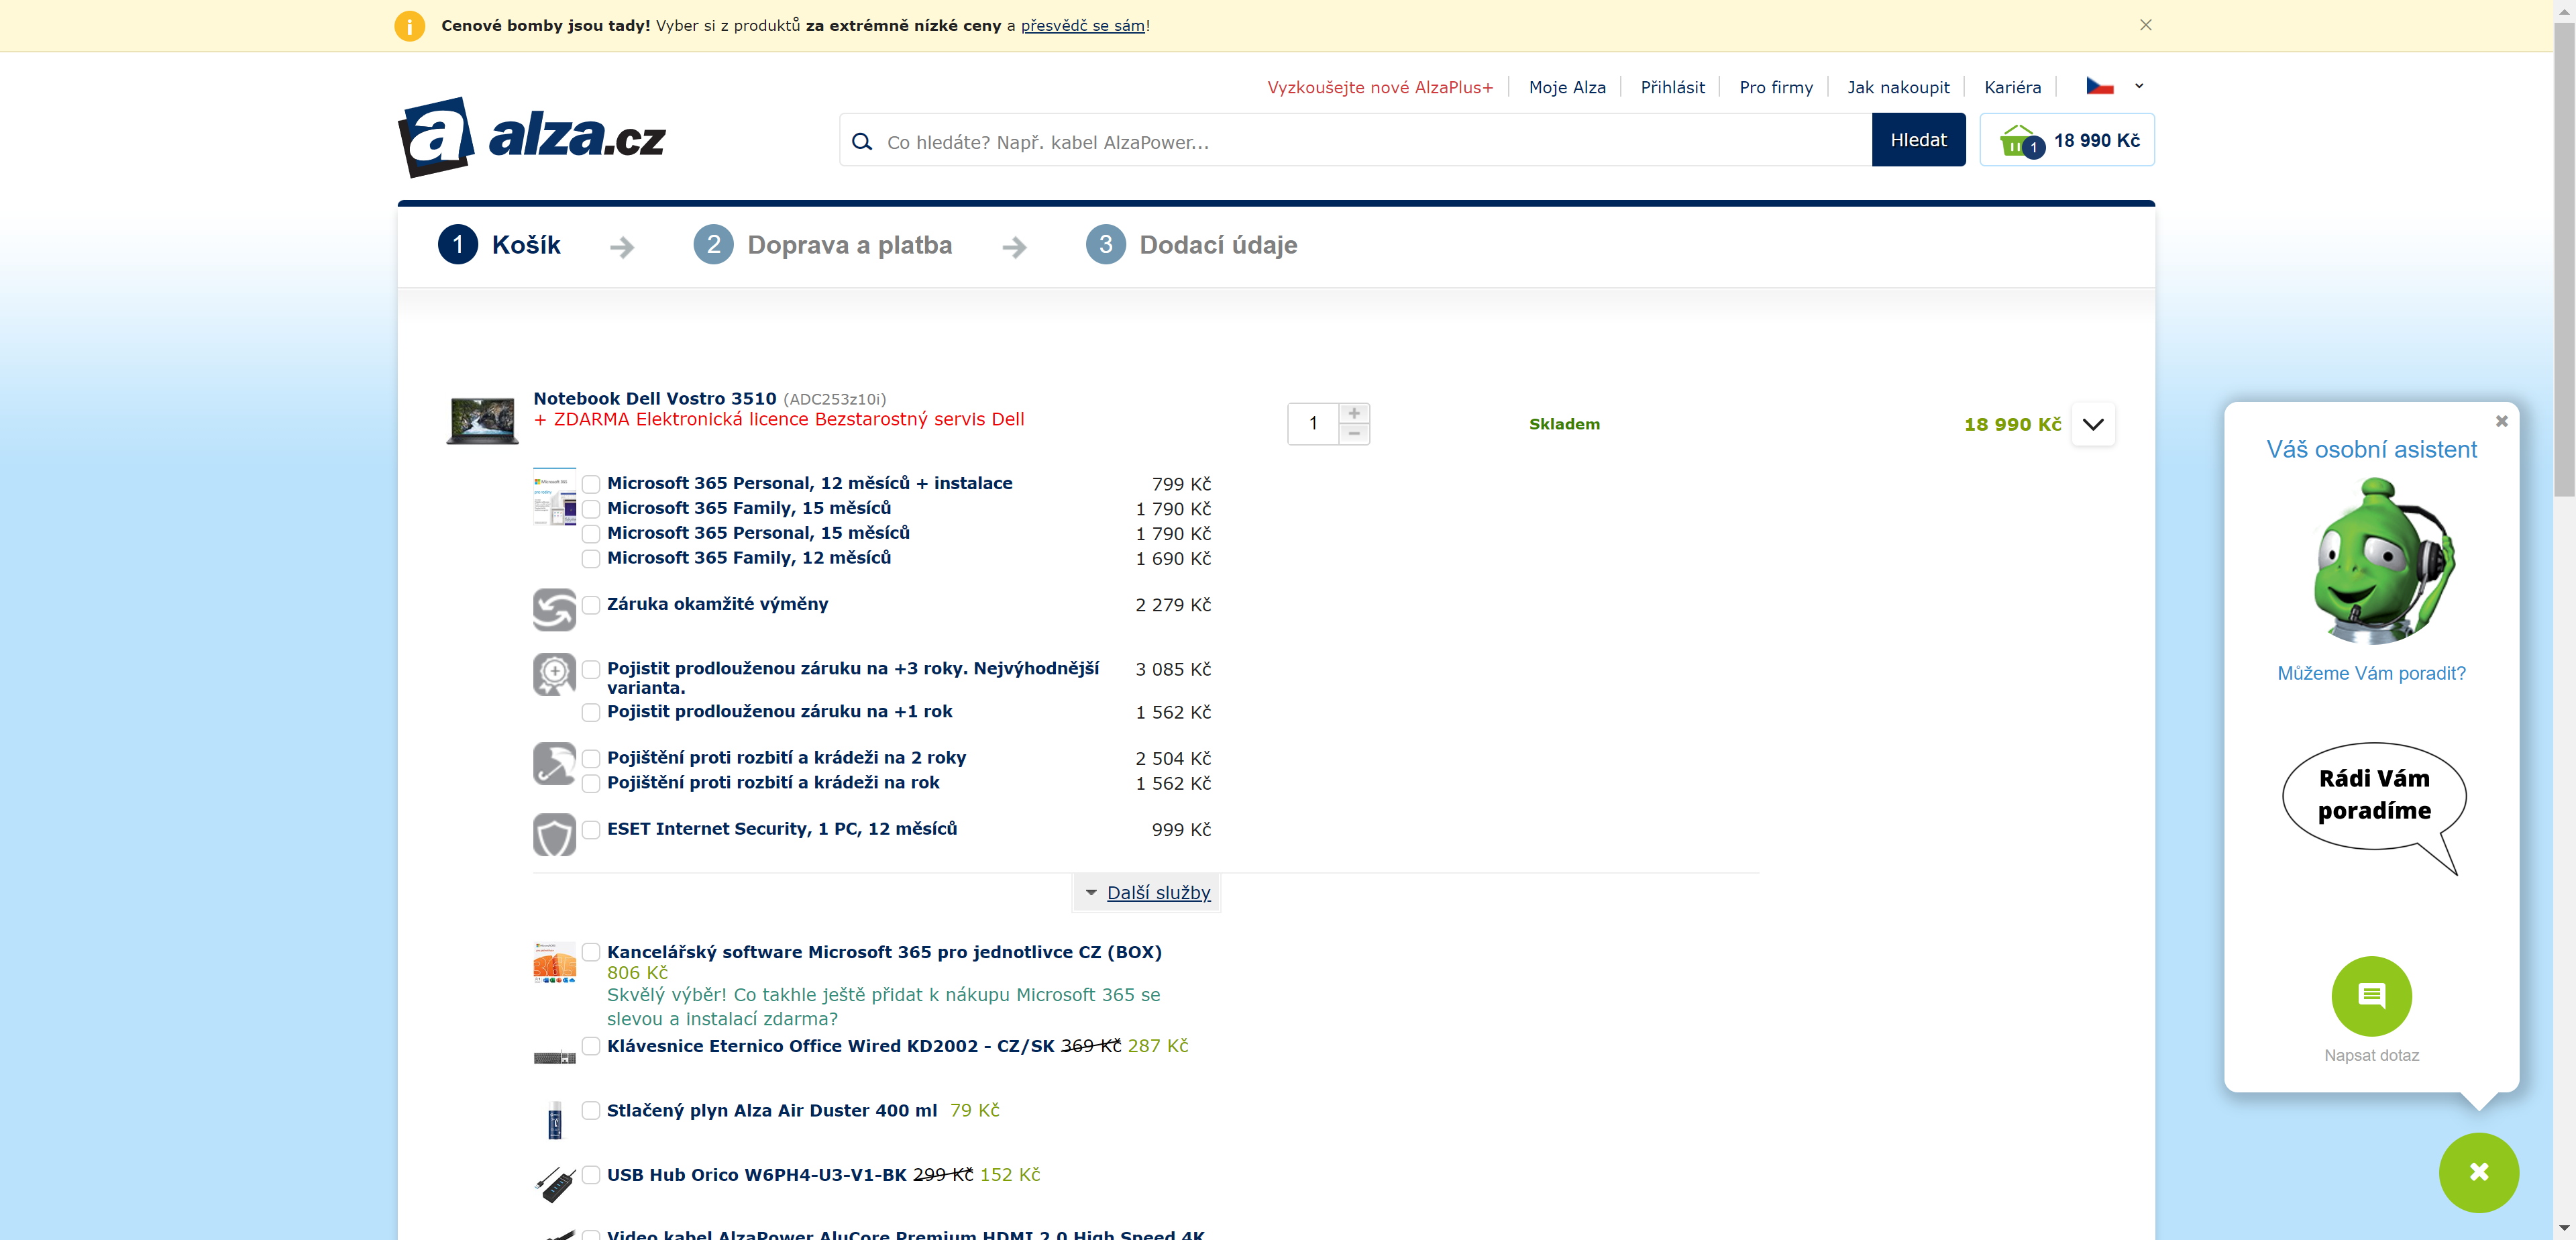 Cenové bomby jsou tady! Vyber si z produktů za extrémně nízké ceny a přesvědč se sám!
Vyzkoušejte nové AlzaPlus+
Moje Alza
Přihlásit
Pro firmy
Jak nakoupit
Kariéra
alza.cz
Co hledáte? Např. kabel AlzaPower...
Hledat
1
18 990 Kč
1 Košík
2 Doprava a platba
3 Dodací údaje
Notebook Dell Vostro 3510 (ADC253z10i)
+ ZDARMA Elektronická licence Bezstarostný servis Dell
1
Skladem
18 990 Kč
Microsoft 365 Personal, 12 měsíců + instalace 799 Kč
Microsoft 365 Family, 15 měsíců 1 790 Kč
Microsoft 365 Personal, 15 měsíců 1 790 Kč
Microsoft 365 Family, 12 měsíců 1 690 Kč
Záruka okamžité výměny 2 279 Kč
Pojistit prodlouženou záruku na +3 roky. Nejvýhodnější 3 085 Kč
varianta.
Pojistit prodlouženou záruku na +1 rok 1 562 Kč
Pojištění proti rozbití a krádeži na 2 roky 2 504 Kč
Pojištění proti rozbití a krádeži na rok 1 562 Kč
ESET Internet Security, 1 PC, 12 měsíců 999 Kč
Další služby
Kancelářský software Microsoft 365 pro jednotlivce CZ (BOX)
806 Kč
Skvělý výběr! Co takhle ještě přidat k nákupu Microsoft 365 se
slevou a instalací zdarma?
Klávesnice Eternico Office Wired KD2002 - CZ/SK 369 Kč 287 Kč
Stlačený plyn Alza Air Duster 400 ml 79 Kč
USB Hub Orico W6PH4-U3-V1-BK 299 Kč 152 Kč
Video kabel AlzaPower AluCore Premium HDMI 2.0 High Speed 4K
Váš osobní asistent
Můžeme Vám poradit?
Rádi Vám
poradíme
Napsat dotaz